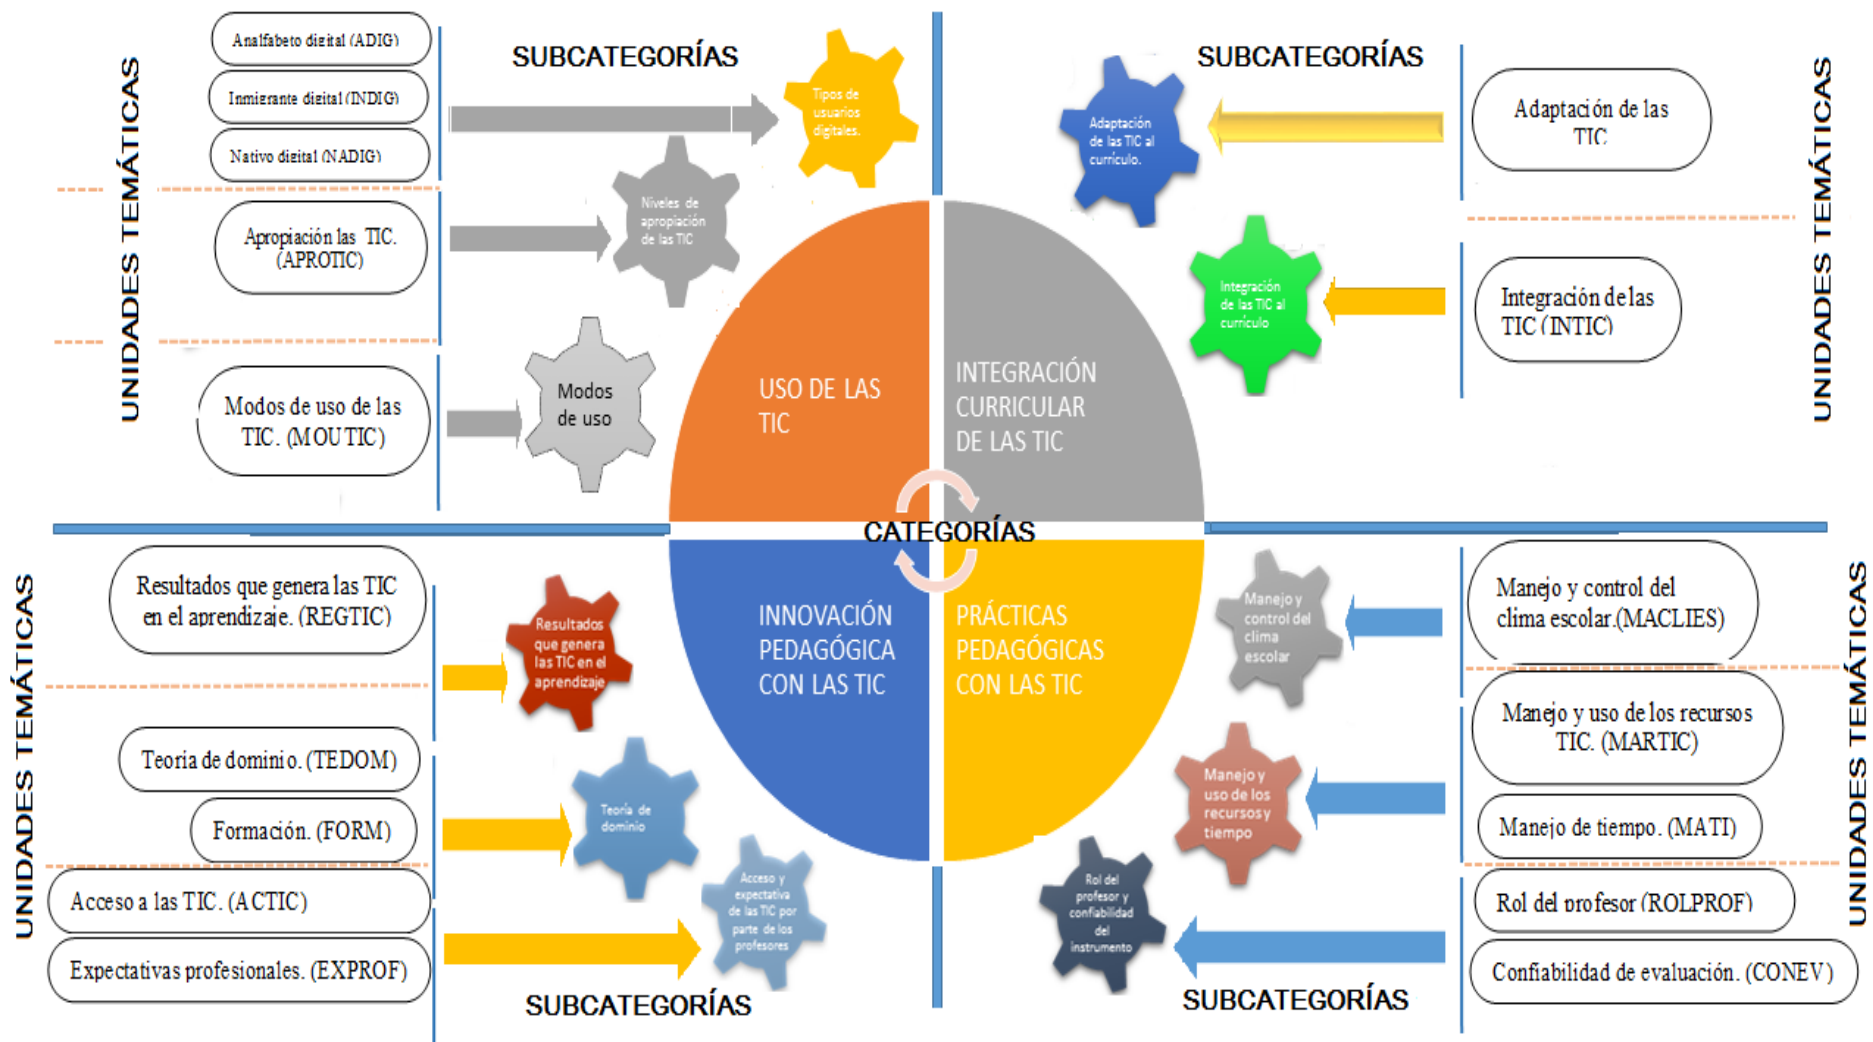 UNIDADES TEMÁTICAS
Analfabeto digital (ADIG)
Inmigrante digital (INDIG)
Nativo digital (NADIG)
Apropiación las TIC.
(APROTIC)
Modos de uso de las
TIC. (MOUTIC)
SUBCATEGORÍAS
Tipos de
usuarios
digitales.
Niveles de
apropiación
de las TIC
Modos
de uso
USO DE LAS
TIC
SUBCATEGORÍAS
Adaptación
de las TIC al
currículo.
Integración
de las TIC al
currículo
INTEGRACIÓN
CURRICULAR
DE LAS TIC
Adaptación de las
TIC
Integración de las
TIC (INTIC)
UNIDADES TEMÁTICAS
CATEGORÍAS
UNIDADES TEMÁTICAS
Resultados que genera las TIC
en el aprendizaje. (REGTIC)
Teoría de dominio. (TEDOM)
Formación. (FORM)
Acceso a las TIC. (ACTIC)
Expectativas profesionales. (EXPROF)
Resultados
que genera
las TIC en el
aprendizaje
Teoría de
dominio
Acceso y
expectativa
de las TIC por
parte de los
profesores
SUBCATEGORÍAS
INNOVACIÓN
PEDAGÓGICA
CON LAS TIC
PRÁCTICAS
PEDAGÓGICAS
CON LAS TIC
Manejo y
control del
clima
escolar
Manejo y
uso de los
recursos y
tiempo
Rol del
profesor y
confiabilidad
del
instrumento
SUBCATEGORÍAS
Manejo y control del
clima escolar.(MACLIES)
Manejo y uso de los recursos
TIC. (MARTIC)
Manejo de tiempo. (MATI)
Rol del profesor (ROLPROF)
Confiabilidad de evaluación. (CONEV)
UNIDADES TEMÁTICAS